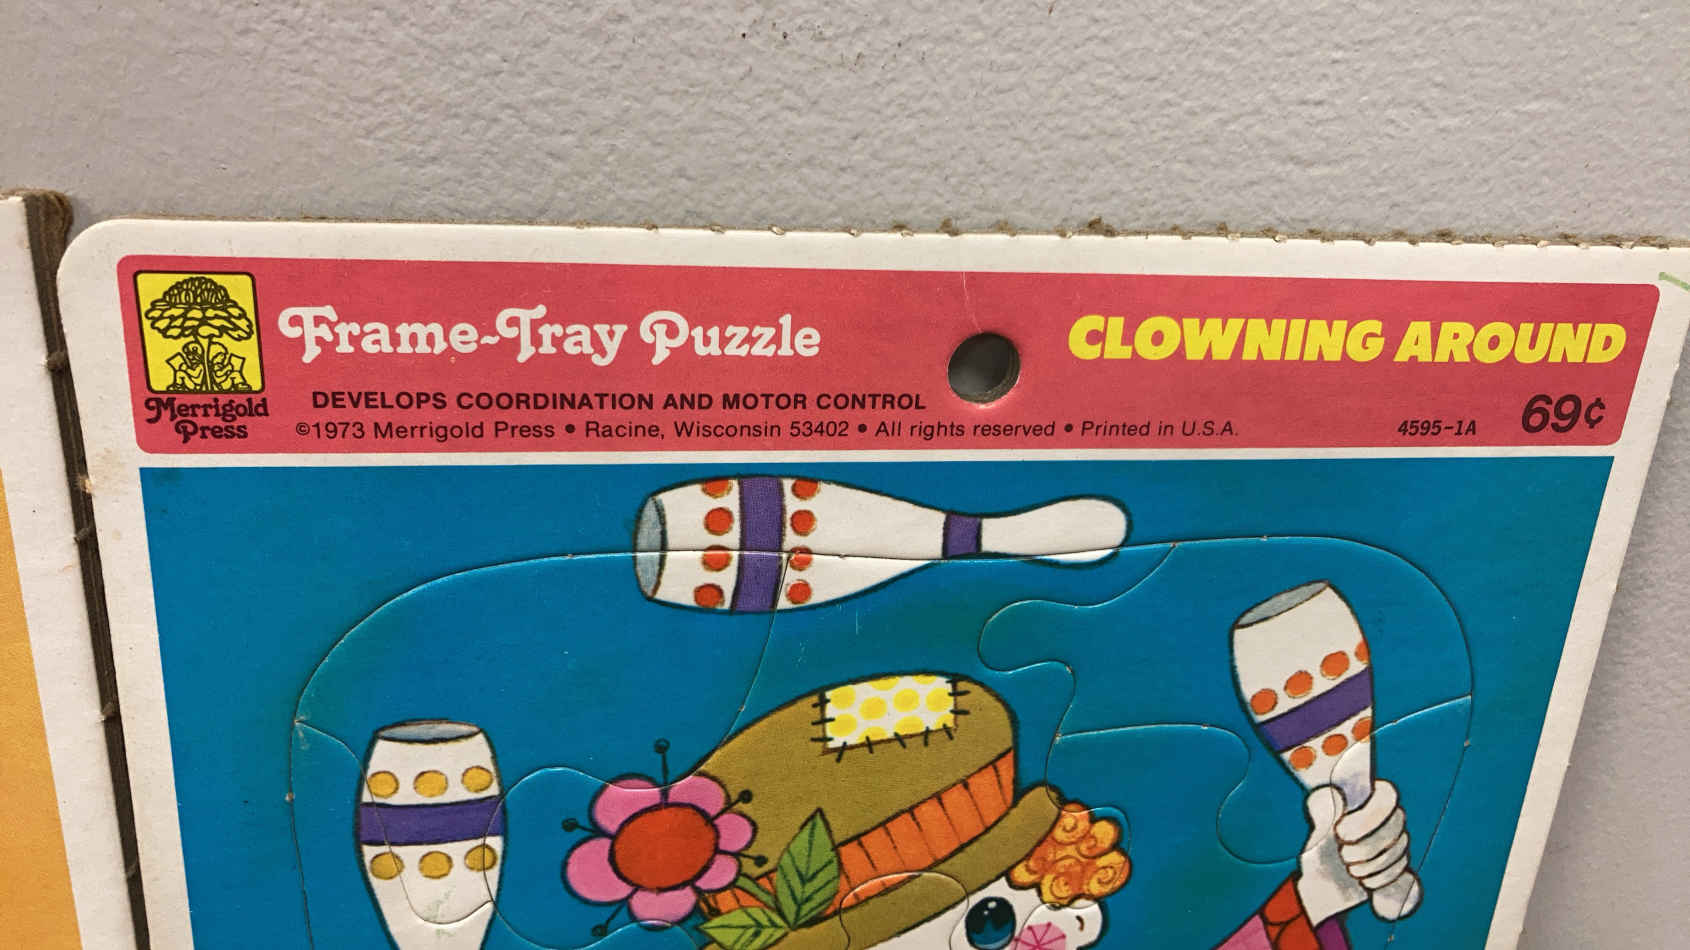 Merrigold
Press
Frame-Tray Puzzle
DEVELOPS COORDINATION AND MOTOR CONTROL
©1973 Merrigold Press • Racine, Wisconsin 53402 • All rights reserved • Printed in U.S.A.
CLOWNING AROUND
4595-1A
69¢